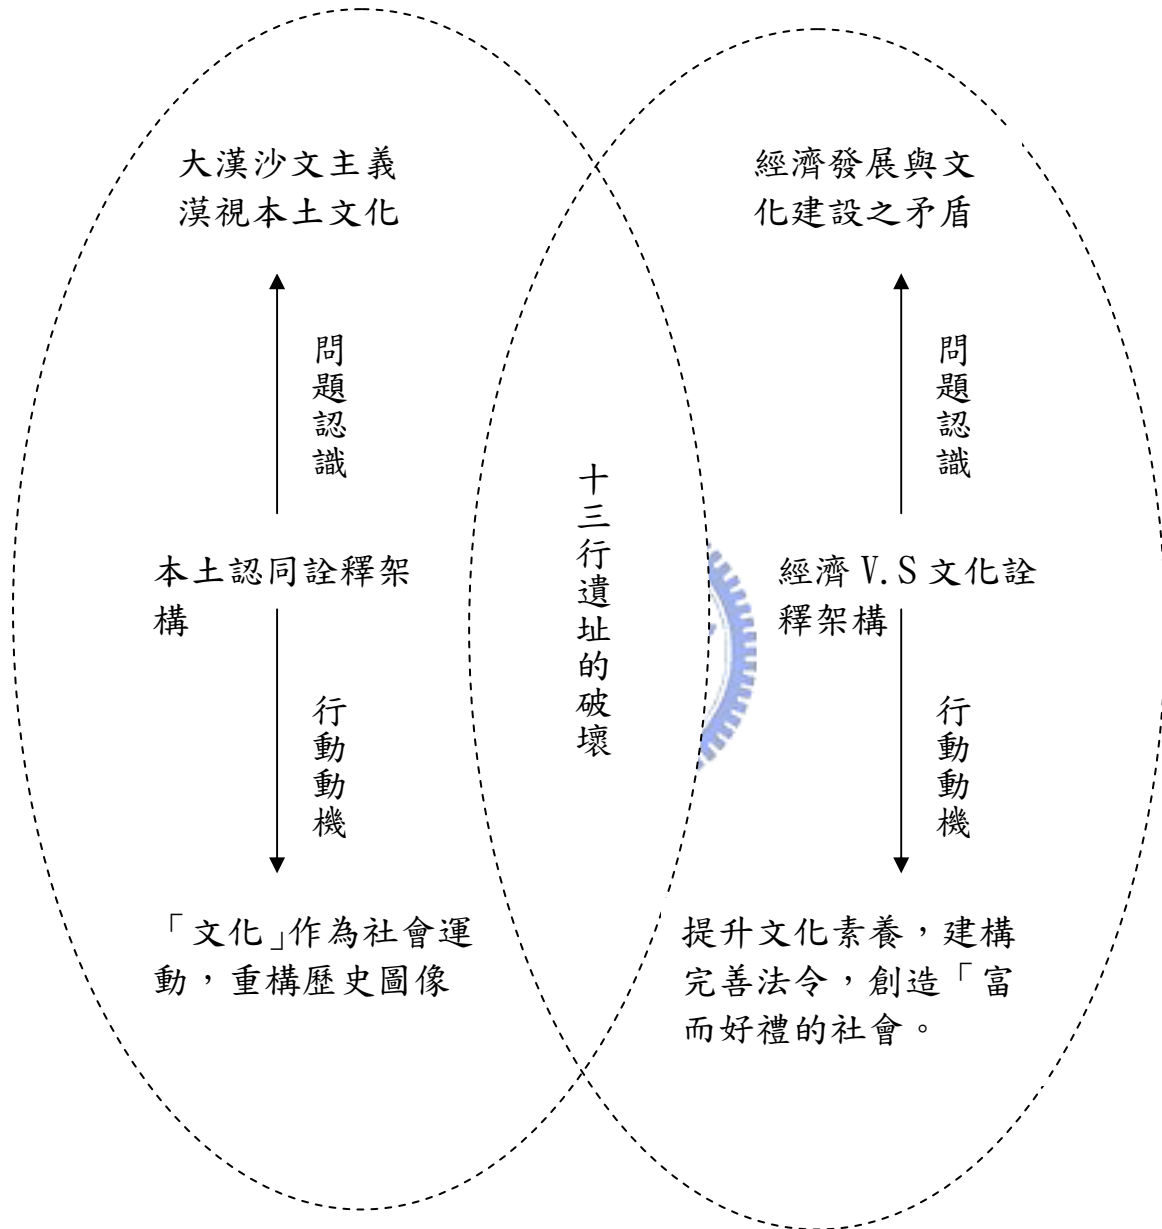 大漢沙文主義
漠視本土文化
問題認識
本土認同詮釋架
構
行動動機
「文化」作為社會運
動，重構歷史圖像
十三行遺址的破壞
經濟發展與文
化建設之矛盾
問題認識
經濟 V.S 文化詮
釋架構
行動動機
提升文化素養，建構
完善法令，創造「富
而好禮的社會。